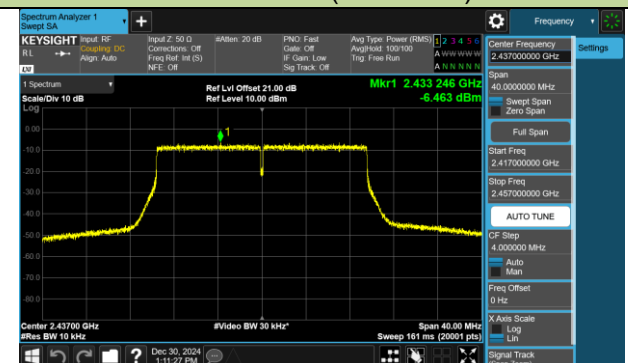 Spectrum Analyzer 1
Swept SA
Frequency
KEYSIGHT
RL
LXI
Input: RF
Coupling: DC
Align: Auto
Input Z: 50 Ω
Corrections: Off
Freq Ref: Int (S)
NFE: Off
#Atten: 20 dB
PNO: Fast
Gate: Off
IF Gain: Low
Sig Track: Off
Avg Type: Power (RMS)
Avg|Hold: 100/100
Trig: Free Run
1 2 3 4 5 6
A W W W W W
A N N N N N
1 Spectrum
Scale/Div 10 dB
Log
Ref Lvl Offset 21.00 dB
Ref Level 10.00 dBm
Mkr1 2.433 246 GHz
-6.463 dBm
1
0.00
-10.0
-20.0
-30.0
-40.0
-50.0
-60.0
-70.0
-80.0
Center 2.43700 GHz
#Res BW 10 kHz
#Video BW 30 kHz*
Span 40.00 MHz
Sweep 161 ms (20001 pts)
Dec 30, 2024
1:11:27 PM
Center Frequency
2.437000000 GHz
Settings
Span
40.0000000 MHz
Swept Span
Zero Span
Full Span
Start Freq
2.417000000 GHz
Stop Freq
2.457000000 GHz
AUTO TUNE
CF Step
4.000000 MHz
Auto
Man
Freq Offset
0 Hz
X Axis Scale
Log
Lin
Signal Track